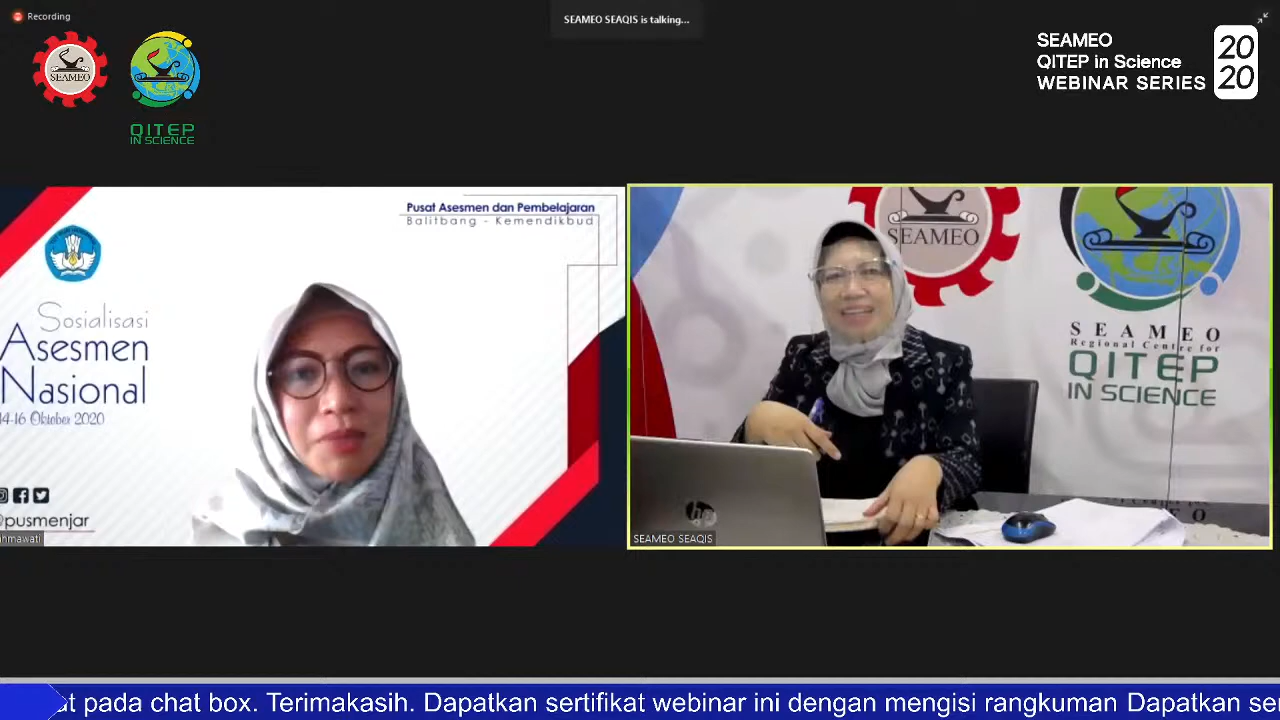 Recording
SEAMEO SEAQIS is talking...
SEAMEO
QITEP
IN SCIENCE
SEAMEO
QITEP in Science
WEBINAR SERIES
20
20
Pusat Asesmen dan Pembelajaran
Balitbang - Kemendikbud
Sosialisasi
Asesmen
Nasional
14-16 Oktober 2020
@pusmenjar
ahmawati
SEAMEO
SEAMEO
Regional Centre for
QITEP
IN SCIENCE
hp
SEAMEO SEAQIS
at pada chat box. Terimakasih. Dapatkan sertifikat webinar ini dengan mengisi rangkuman Dapatkan se